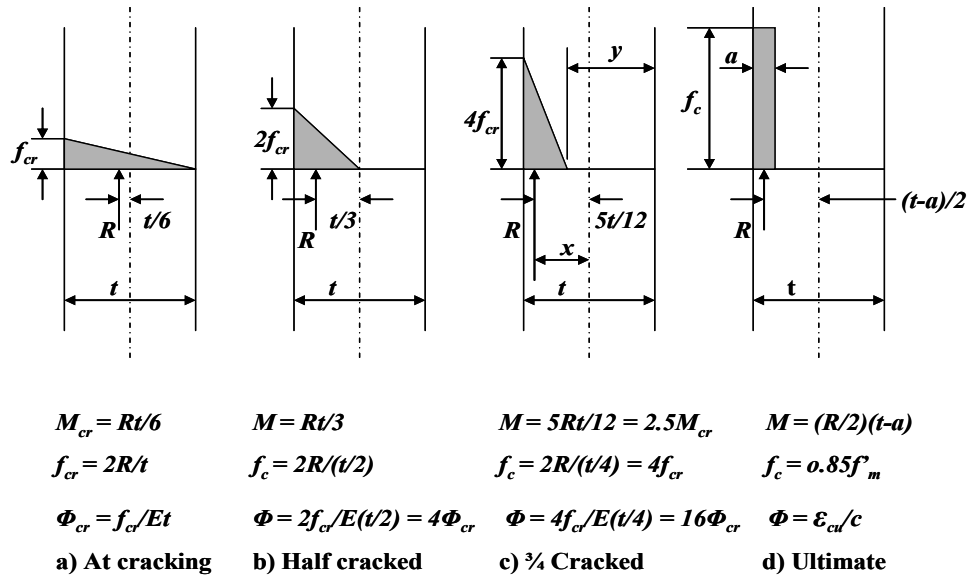 y
a
f_c
4f_cr
2f_cr
f_cr
t/6
R
t/3
R
5t/12
R
x
(t-a)/2
R
t
t
t
t
M_cr = Rt/6
M = Rt/3
M = 5Rt/12 = 2.5M_cr
M = (R/2)(t-a)
f_cr = 2R/t
f_c = 2R/(t/2)
f_c = 2R/(t/4) = 4f_cr
f_c = o.85f'_m
Φ_cr = f_cr/Et
Φ = 2f_cr/E(t/2) = 4Φ_cr
Φ = 4f_cr/E(t/4) = 16Φ_cr
Φ = ε_cu/c
a) At cracking
b) Half cracked
c) ¾ Cracked
d) Ultimate